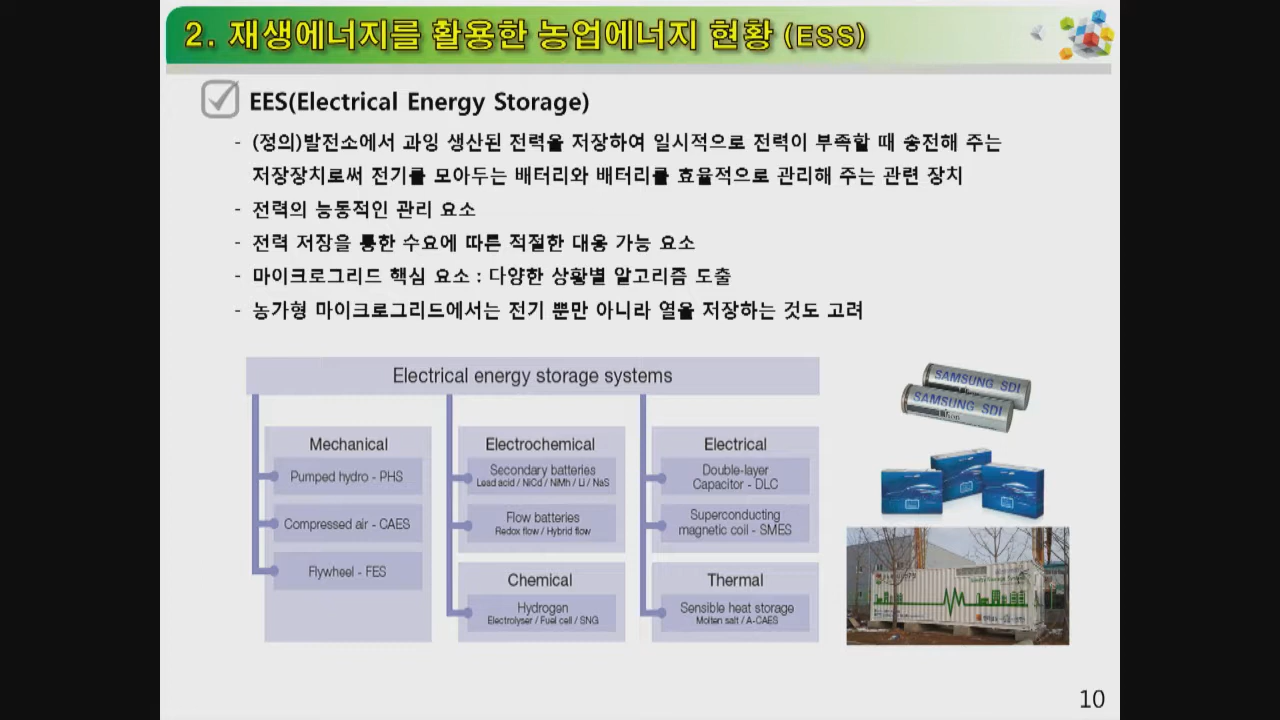 2. 재생에너지를 활용한 농업에너지 현황 (ESS)
EES(Electrical Energy Storage)
- (정의)발전소에서 과잉 생산된 전력을 저장하여 일시적으로 전력이 부족할 때 송전해 주는
저장장치로써 전기를 모아두는 배터리와 배터리를 효율적으로 관리해 주는 관련 장치
- 전력의 능동적인 관리 요소
- 전력 저장을 통한 수요에 따른 적절한 대응 가능 요소
- 마이크로그리드 핵심 요소 : 다양한 상황별 알고리즘 도출
- 농가형 마이크로그리드에서는 전기 뿐만 아니라 열을 저장하는 것도 고려
Electrical energy storage systems
Mechanical
Pumped hydro - PHS
Compressed air - CAES
Flywheel - FES
Electrochemical
Secondary batteries
Lead acid / NiCd / NiMh / Li / NaS
Flow batteries
Redox flow / Hybrid flow
Chemical
Hydrogen
Electrolyser / Fuel cell / SNG
Electrical
Double-layer
Capacitor - DLC
Superconducting
magnetic coil - SMES
Thermal
Sensible heat storage
Molten salt / A-CAES
SAMSUNG SDI
SAMSUNG SDI
10